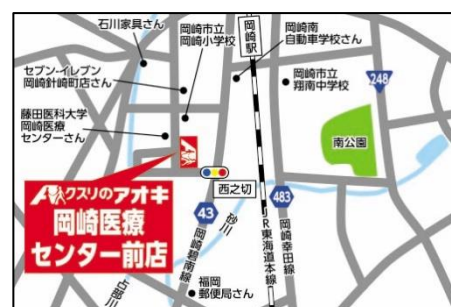 石川家具さん
岡崎市立
岡崎小学校
岡崎駅
岡崎南
自動車学校さん
セブン-イレブン
岡崎針崎町店さん
岡崎市立
翔南中学校
248
藤田医科大学
岡崎医療
センターさん
南公園
クスリのアオキ
岡崎医療
センター前店
西之切
43
砂川
483
岡崎碧南線
JR東海道本線
岡崎幸田線
占部川
福岡
郵便局さん